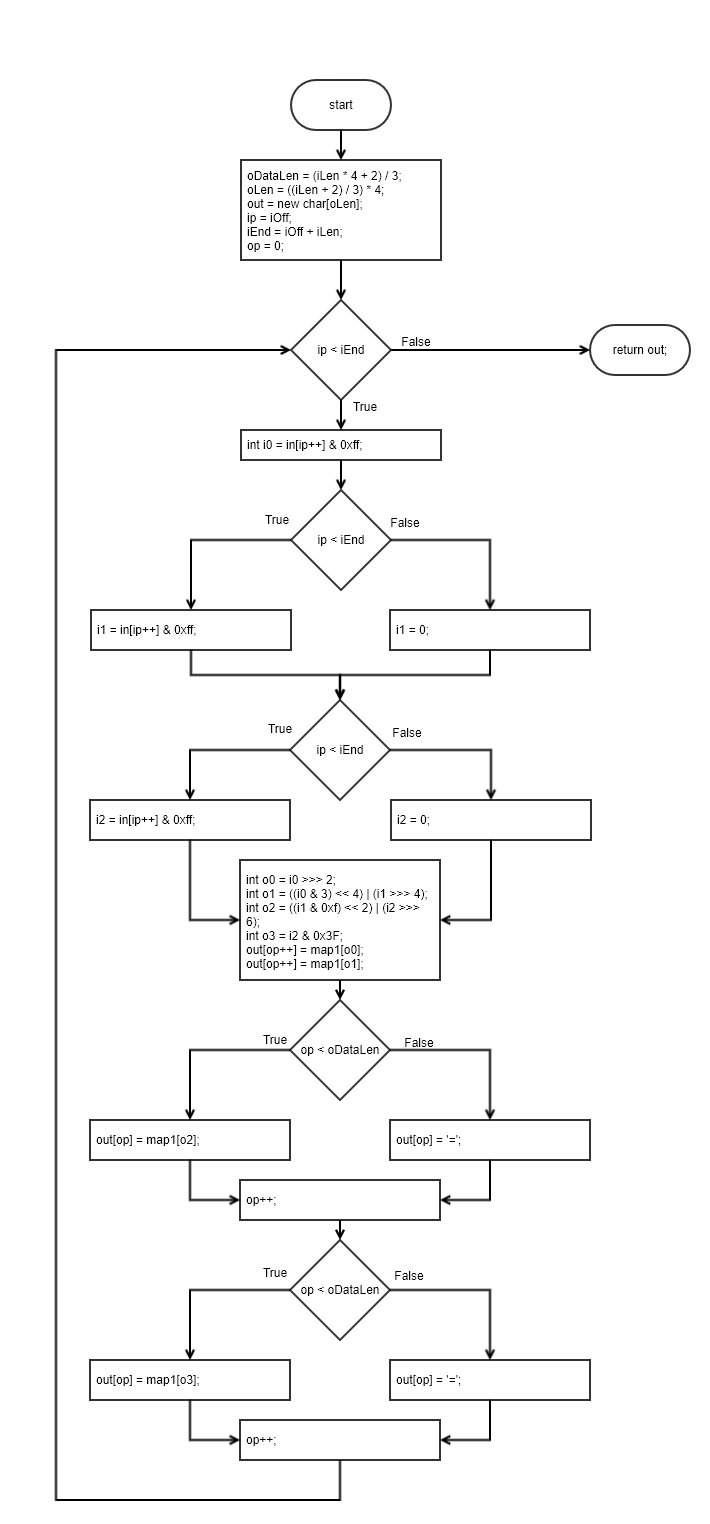 start
oDataLen = (iLen * 4 + 2) / 3;
oLen = ((iLen + 2) / 3) * 4;
out = new char[oLen];
ip = iOff;
iEnd = iOff + iLen;
op = 0;
ip < iEnd
False
return out;
True
int i0 = in[ip++] & 0xff;
True
ip < iEnd
False
i1 = in[ip++] & 0xff;
i1 = 0;
True
ip < iEnd
False
i2 = in[ip++] & 0xff;
i2 = 0;
int o0 = i0 >>> 2;
int o1 = ((i0 & 3) << 4) | (i1 >>> 4);
int o2 = ((i1 & 0xf) << 2) | (i2 >>>
6);
int o3 = i2 & 0x3F;
out[op++] = map1[o0];
out[op++] = map1[o1];
True
op < oDataLen
False
out[op] = map1[o2];
out[op] = '=';
op++;
True
op < oDataLen
False
out[op] = map1[o3];
out[op] = '=';
op++;